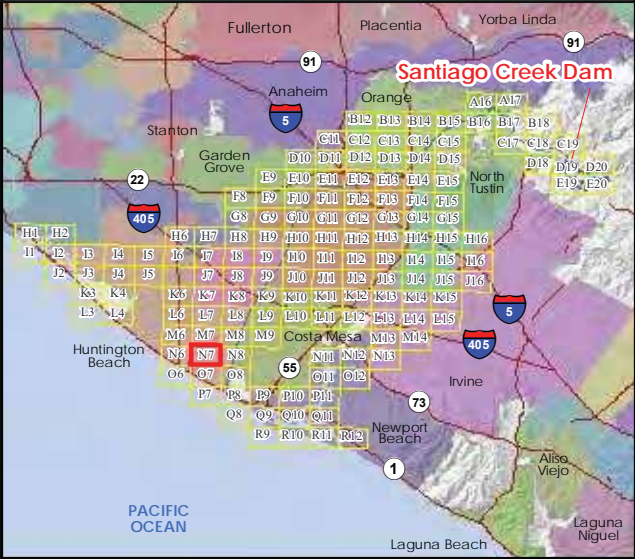 Fullerton
Placentia
Yorba Linda
91
91
Santiago Creek Dam
Anaheim
5
Orange
A16 A17
B12 B13 B14 B15 B16 B17 B18
Stanton
C11 C12 C13 C14 C15 C17 C18 C19
Garden
Grove
D10 D11 D12 D13 D14 D15 D18 D19 D20
North
Tustin
22
E9 E10 E11 E12 E13 E14 E15 E19 E20
405
F8 F9 F10 F11 F12 F13 F14 F15
G8 G9 G10 G11 G12 G13 G14 G15
H1 H2 H6 H7 H8 H9 H10 H11 H12 H13 H14 H15 H16
I1 I2 I3 I4 I5 I6 I7 I8 I9 I10 I11 I12 I13 I14 I15 I16
J2 J3 J4 J5 J7 J8 J9 J10 J11 J12 J13 J14 J15 J16
K3 K4 K6 K7 K8 K9 K10 K11 K12 K13 K14 K15
5
L3 L4 L6 L7 L8 L9 L10 L11 L12 L13 L14 L15
M6 M7 M8 M9 Costa Mesa M13 M14
405
Huntington
Beach
N6 N7 N8 N11 N12 N13
55
O6 O7 O8 O11 O12
Irvine
P7 P8 P9 P10 P11
73
Q8 Q9 Q10 Q11
Newport
Beach
R9 R10 R11 R12
1
Aliso
Viejo
PACIFIC
OCEAN
Laguna
Niguel
Laguna Beach